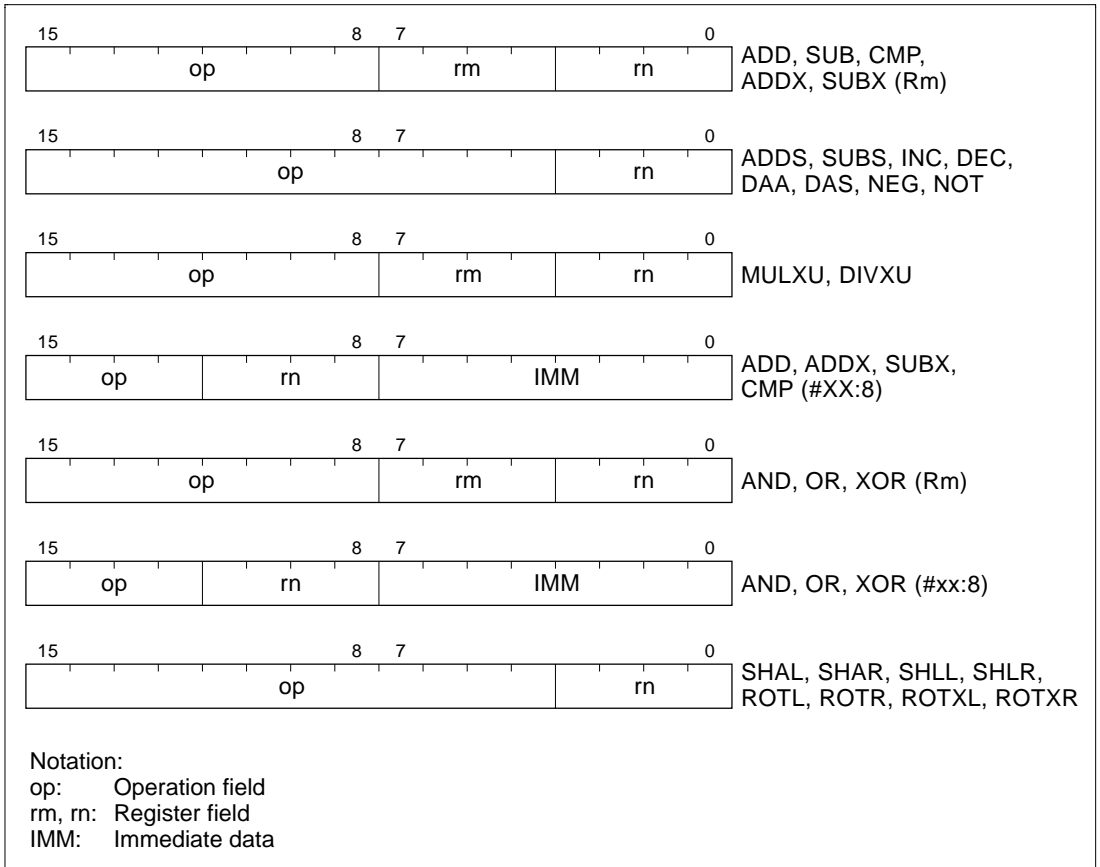 15 8 7 0
op rm rn
ADD, SUB, CMP,
ADDX, SUBX (Rm)
15 8 7 0
op rn
ADDS, SUBS, INC, DEC,
DAA, DAS, NEG, NOT
15 8 7 0
op rm rn
MULXU, DIVXU
15 8 7 0
op rn IMM
ADD, ADDX, SUBX,
CMP (#XX:8)
15 8 7 0
op rm rn
AND, OR, XOR (Rm)
15 8 7 0
op rn IMM
AND, OR, XOR (#xx:8)
15 8 7 0
op rn
SHAL, SHAR, SHLL, SHLR,
ROTL, ROTR, ROTXL, ROTXR
Notation:
op: Operation field
rm, rn: Register field
IMM: Immediate data